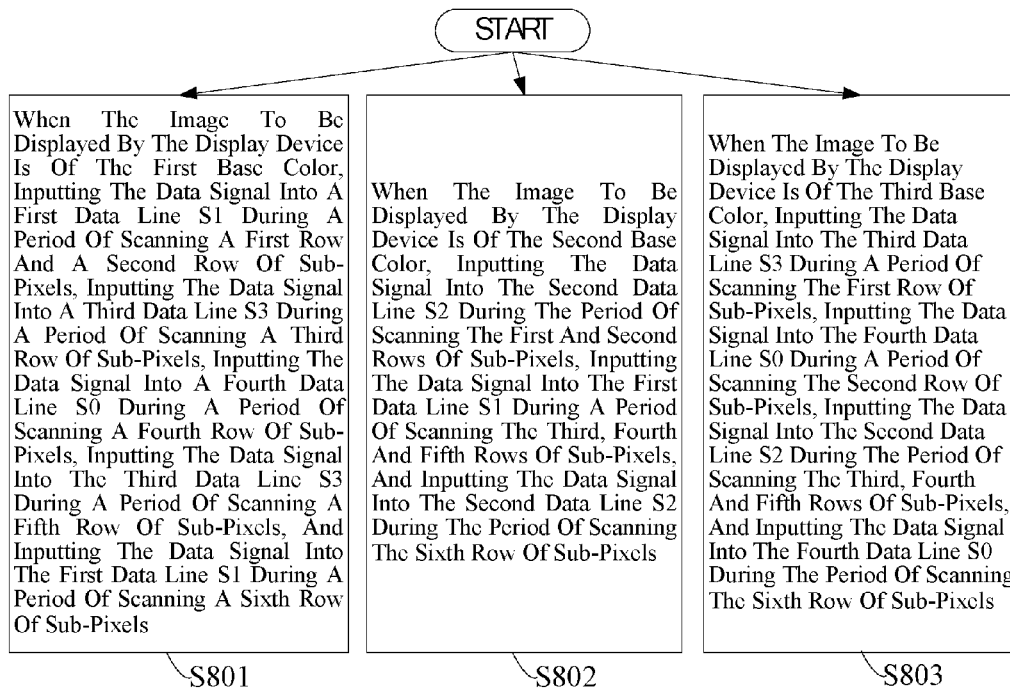 START
When The Image To Be
Displayed By The Display Device
Is Of The First Base Color,
Inputting The Data Signal Into A
First Data Line S1 During A
Period Of Scanning A First Row
And A Second Row Of Sub-
Pixels, Inputting The Data Signal
Into A Third Data Line S3 During
A Period Of Scanning A Third
Row Of Sub-Pixels, Inputting The
Data Signal Into A Fourth Data
Line S0 During A Period Of
Scanning A Fourth Row Of Sub-
Pixels, Inputting The Data Signal
Into The Third Data Line S3
During A Period Of Scanning A
Fifth Row Of Sub-Pixels, And
Inputting The Data Signal Into
The First Data Line S1 During A
Period Of Scanning A Sixth Row
Of Sub-Pixels
S801
When The Image To Be
Displayed By The Display
Device Is Of The Second Base
Color, Inputting The Data
Signal Into The Second Data
Line S2 During The Period Of
Scanning The First And Second
Rows Of Sub-Pixels, Inputting
The Data Signal Into The First
Data Line S1 During A Period
Of Scanning The Third, Fourth
And Fifth Rows Of Sub-Pixels,
And Inputting The Data Signal
Into The Second Data Line S2
During The Period Of Scanning
The Sixth Row Of Sub-Pixels
S802
When The Image To Be
Displayed By The Display
Device Is Of The Third Base
Color, Inputting The Data
Signal Into The Third Data
Line S3 During A Period Of
Scanning The First Row Of
Sub-Pixels, Inputting The Data
Signal Into The Fourth Data
Line S0 During A Period Of
Scanning The Second Row Of
Sub-Pixels, Inputting The Data
Signal Into The Second Data
Line S2 During The Period Of
Scanning The Third, Fourth
And Fifth Rows Of Sub-Pixels,
And Inputting The Data Signal
Into The Fourth Data Line S0
During The Period Of Scanning
The Sixth Row Of Sub-Pixels
S803